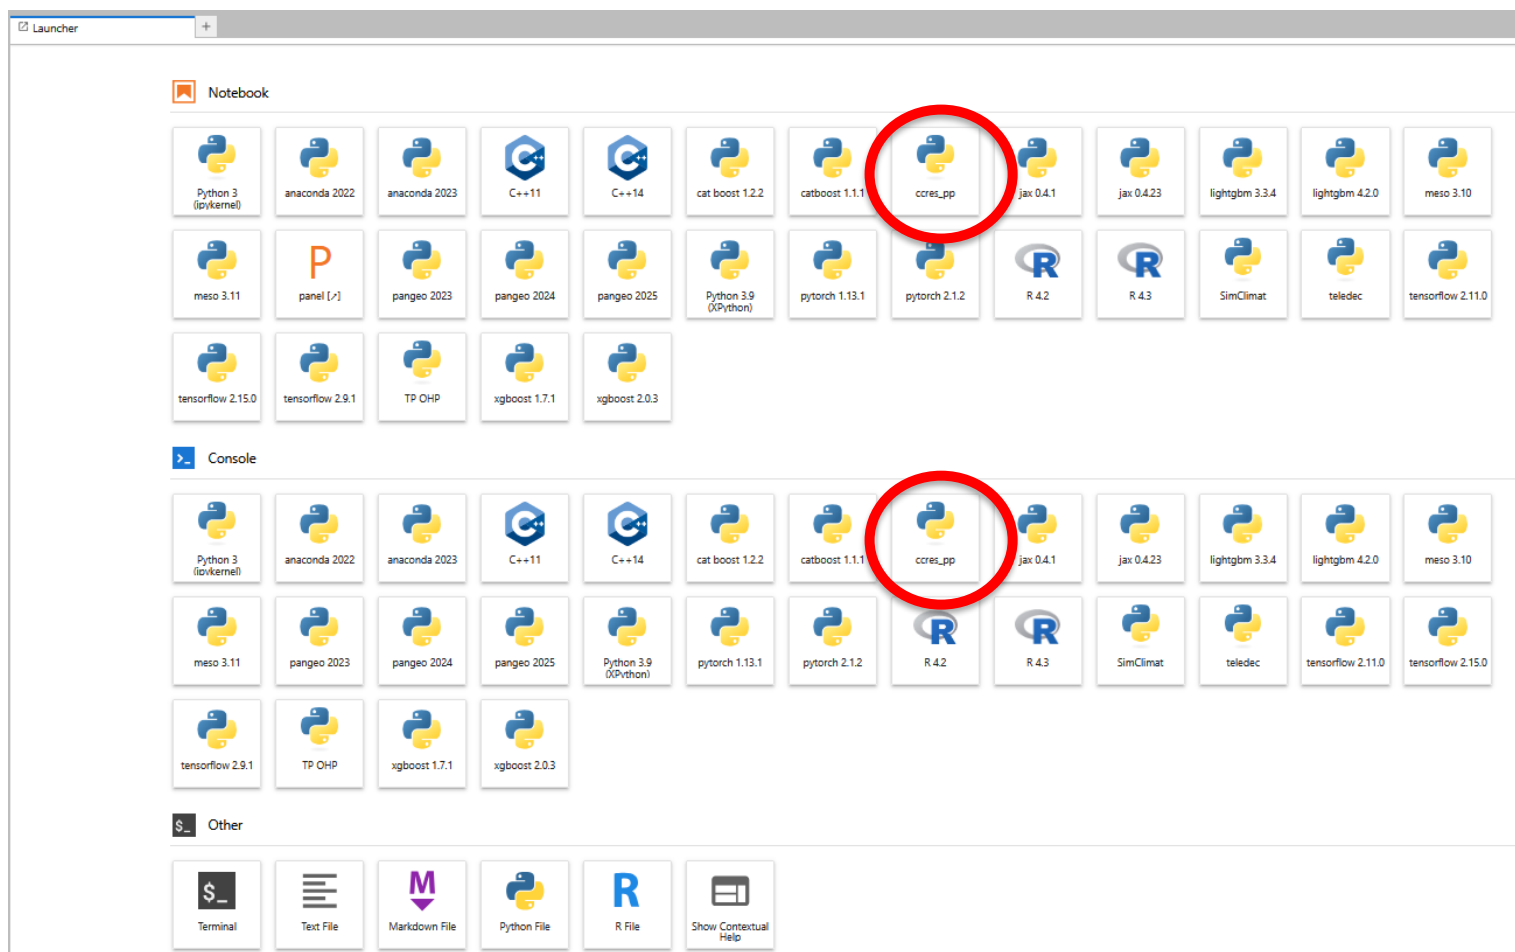 Launcher
+
Notebook
Python 3
(ipykernel)
anaconda 2022
anaconda 2023
C++11
C++14
cat boost 1.2.2
catboost 1.1.1
ccres_pp
jax 0.4.1
jax 0.4.23
lightgbm 3.3.4
lightgbm 4.2.0
meso 3.10
meso 3.11
P
panel [↗]
pangeo 2023
pangeo 2024
pangeo 2025
Python 3.9
(XPython)
pytorch 1.13.1
pytorch 2.1.2
R
R 4.2
R
R 4.3
SimClimat
teledec
tensorflow 2.11.0
tensorflow 2.15.0
tensorflow 2.9.1
TP OHP
xgboost 1.7.1
xgboost 2.0.3
Console
Python 3
(ipykernel)
anaconda 2022
anaconda 2023
C++11
C++14
cat boost 1.2.2
catboost 1.1.1
ccres_pp
jax 0.4.1
jax 0.4.23
lightgbm 3.3.4
lightgbm 4.2.0
meso 3.10
meso 3.11
pangeo 2023
pangeo 2024
pangeo 2025
Python 3.9
(XPython)
pytorch 1.13.1
pytorch 2.1.2
R
R 4.2
R
R 4.3
SimClimat
teledec
tensorflow 2.11.0
tensorflow 2.15.0
tensorflow 2.9.1
TP OHP
xgboost 1.7.1
xgboost 2.0.3
$_
Other
$_
Terminal
Text File
M
Markdown File
Python File
R
R File
Show Contextual
Help